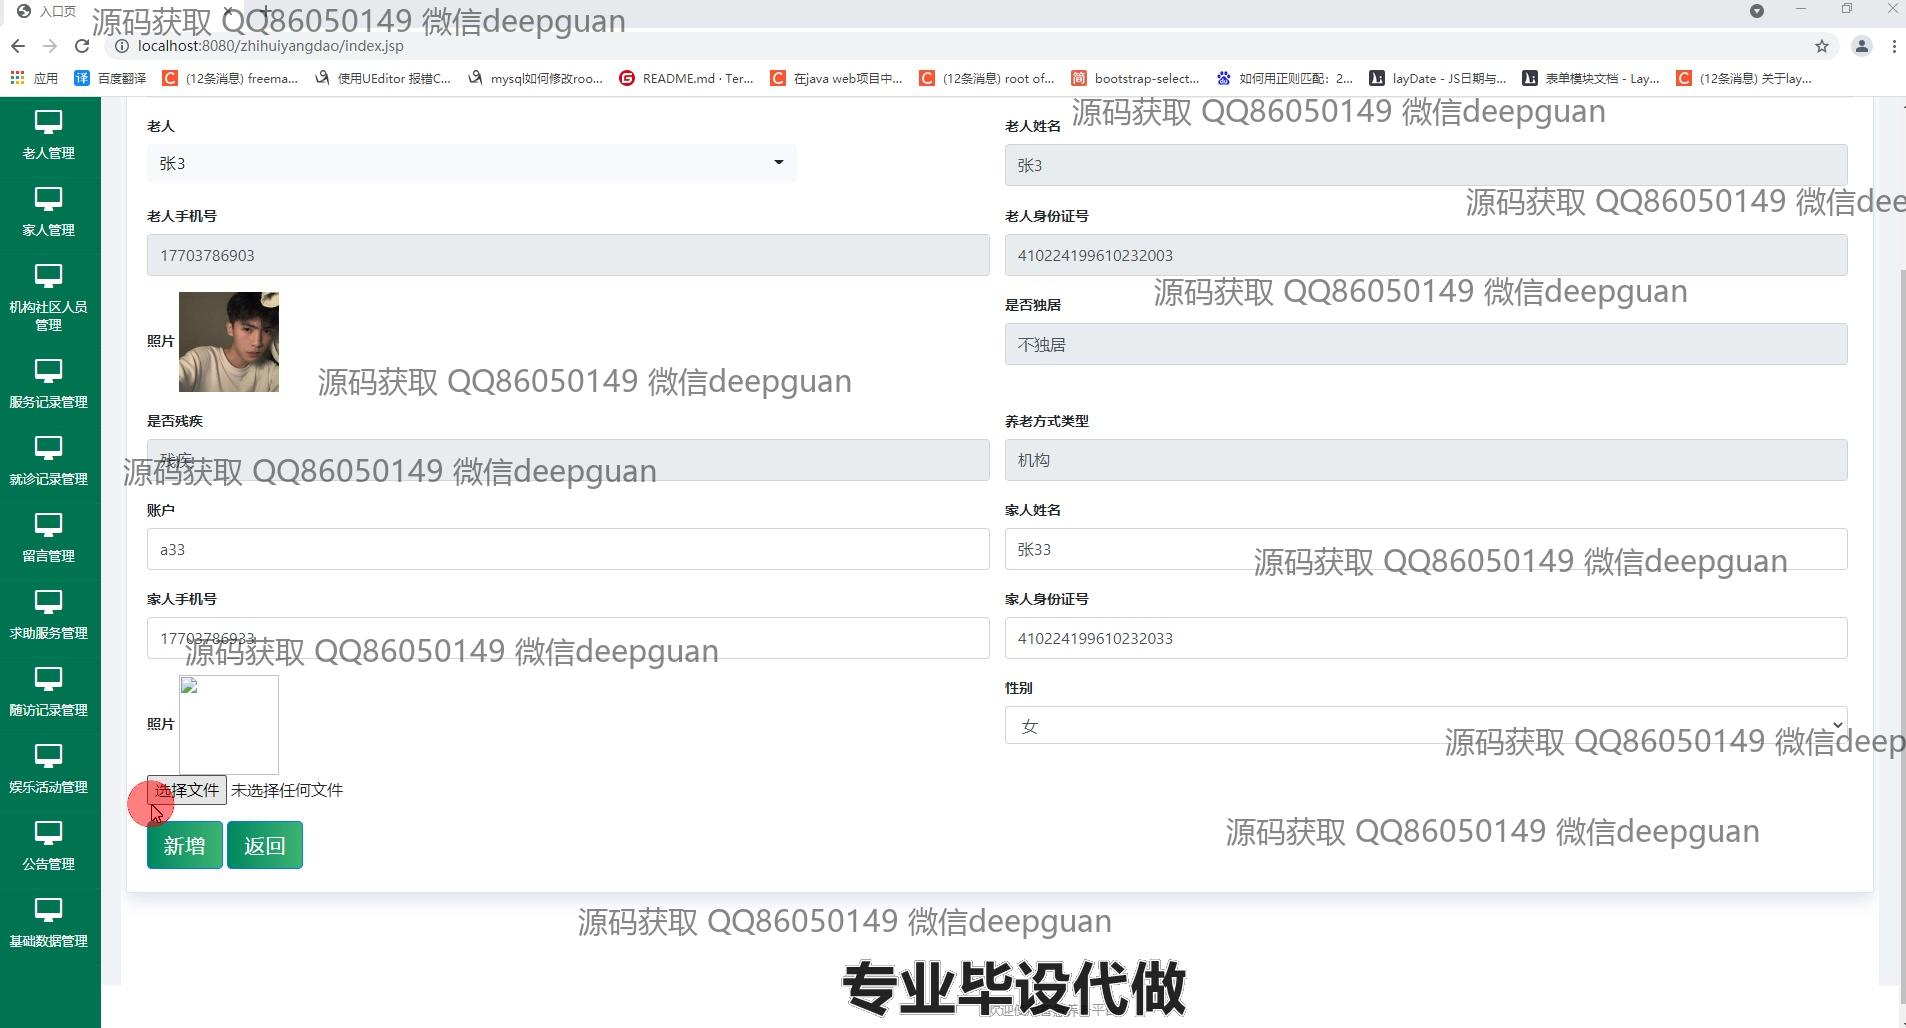 入口页
源码获取 QQ86050149 微信deepguan
localhost:8080/zhihuiyangdao/index.jsp
应用
译 百度翻译
C (12条消息) freema...
使用UEditor 报错C...
mysql如何修改roo...
G README.md · Ter...
C 在java web项目中...
C (12条消息) root of...
简 bootstrap-select...
如何用正则匹配：2...
layDate - JS日期与...
表单模块文档 - Lay...
C (12条消息) 关于lay...
老人管理
家人管理
机构社区人员
管理
服务记录管理
就诊记录管理
留言管理
求助服务管理
随访记录管理
娱乐活动管理
公告管理
基础数据管理
源码获取 QQ86050149 微信deepguan
老人
老人姓名
张3
张3
源码获取 QQ86050149 微信dee
老人手机号
老人身份证号
17703786903
410224199610232003
源码获取 QQ86050149 微信deepguan
照片
是否独居
不独居
源码获取 QQ86050149 微信deepguan
是否残疾
养老方式类型
残疾
机构
源码获取 QQ86050149 微信deepguan
账户
家人姓名
a33
张33
源码获取 QQ86050149 微信deepguan
家人手机号
家人身份证号
17703786933
410224199610232033
源码获取 QQ86050149 微信deepguan
照片
性别
女
源码获取 QQ86050149 微信deep
选择文件 未选择任何文件
源码获取 QQ86050149 微信deepguan
新增 返回
源码获取 QQ86050149 微信deepguan
专业毕设代做